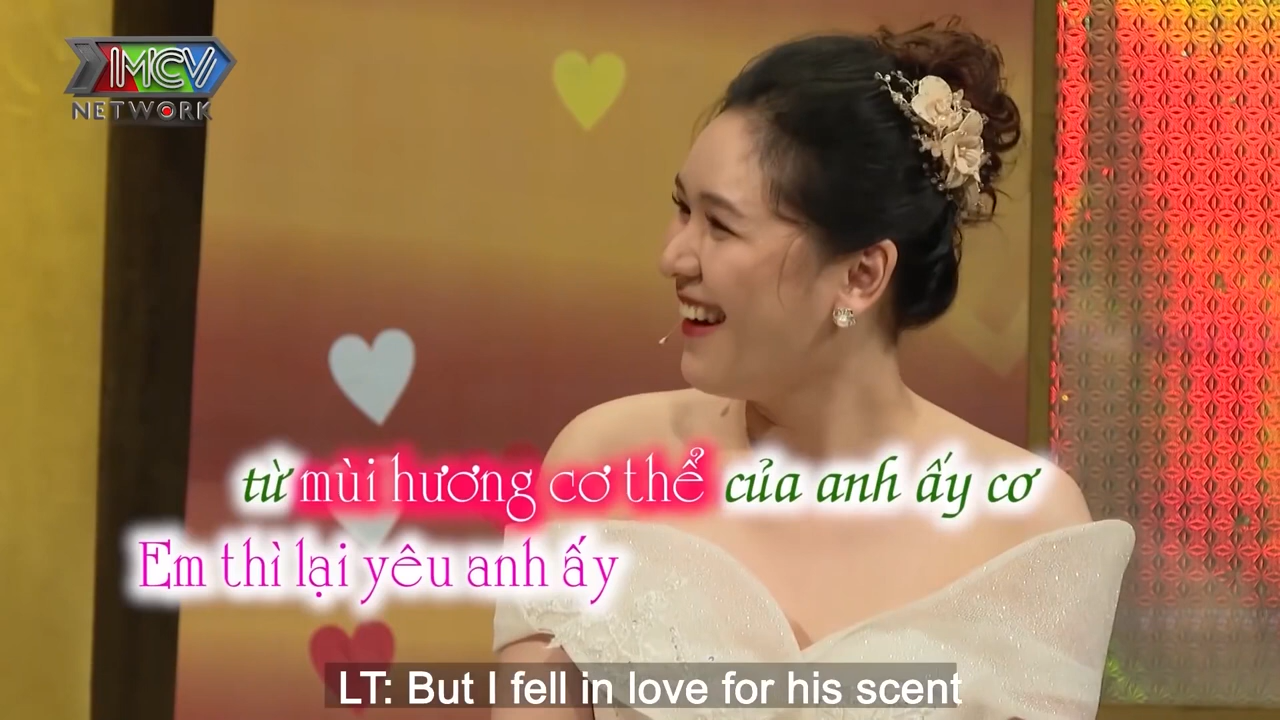 MCV
NETWORK
từ mùi hương cơ thể của anh ấy cơ
Em thì lại yêu anh ấy
LT: But I fell in love for his scent